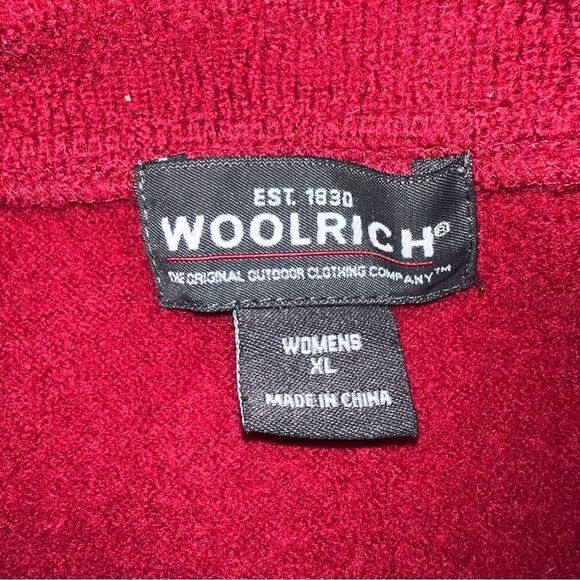 EST. 1830
WOOLRICH®
THE ORIGINAL OUTDOOR CLOTHING COMPANY™
WOMENS
XL
MADE IN CHINA